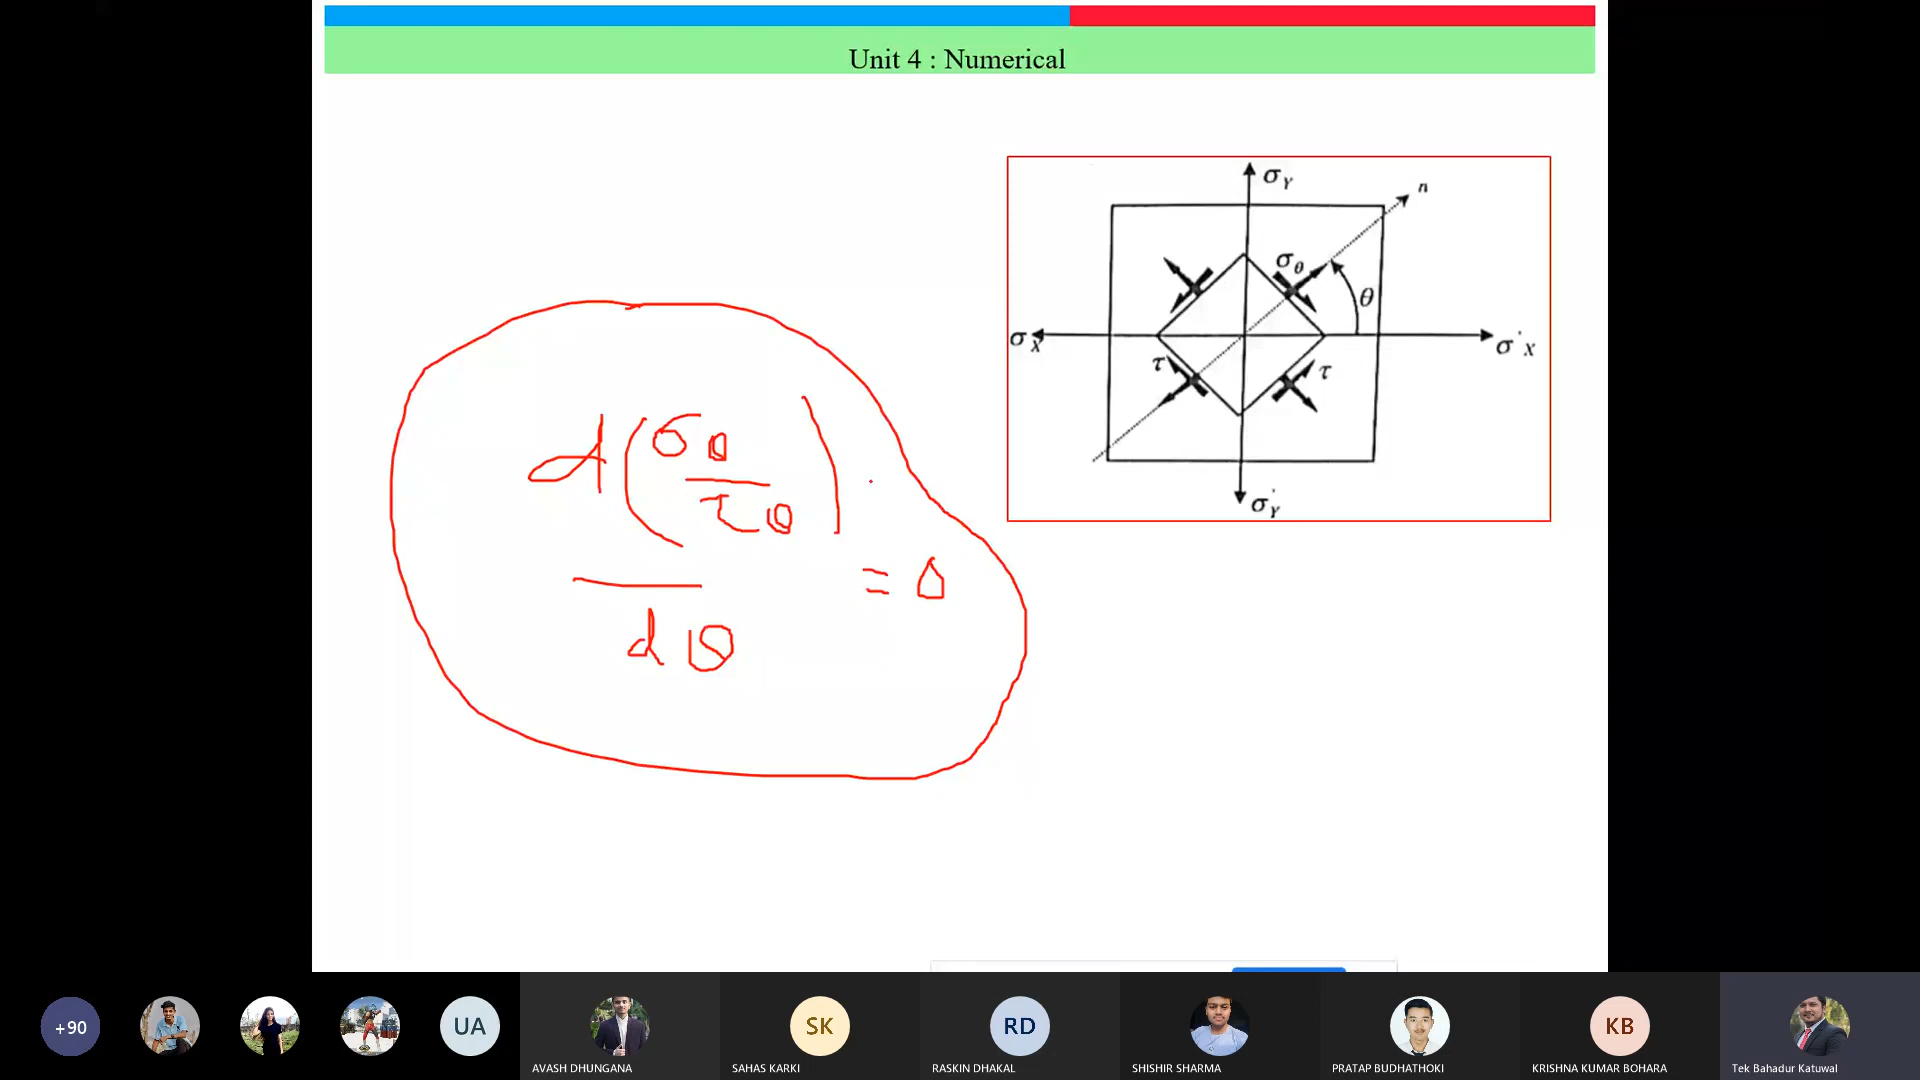 Unit 4 : Numerical
σY
n
σθ
θ
σX
σ'X
τ
τ
σ'Y
d(σθ/τθ)
= 0
dθ
+90
UA
SK
RD
KB
AVASH DHUNGANA
SAHAS KARKI
RASKIN DHAKAL
SHISHIR SHARMA
PRATAP BUDHATHOKI
KRISHNA KUMAR BOHARA
Tek Bahadur Katuwal